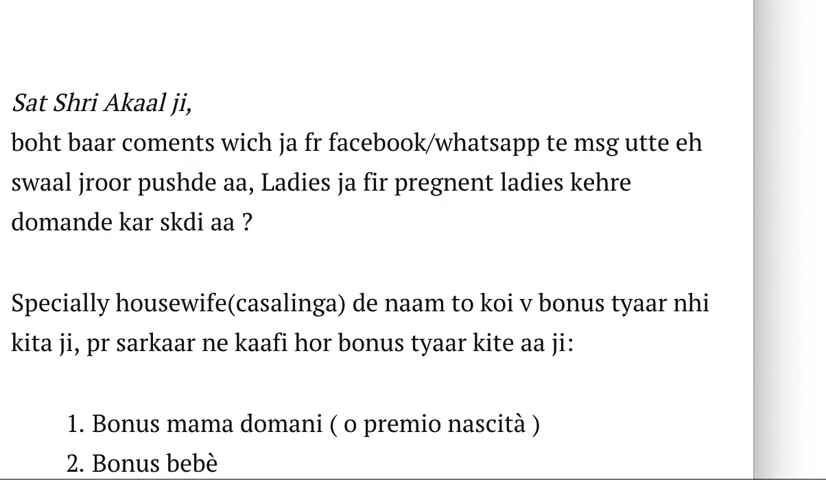 Sat Shri Akaal ji,
boht baar coments wich ja fr facebook/whatsapp te msg utte eh
swaal jroor pushde aa, Ladies ja fir pregnent ladies kehre
domande kar skdi aa ?
Specially housewife(casalinga) de naam to koi v bonus tyaar nhi
kita ji, pr sarkaar ne kaafi hor bonus tyaar kite aa ji:
1. Bonus mama domani ( o premio nascità )
2. Bonus bebè